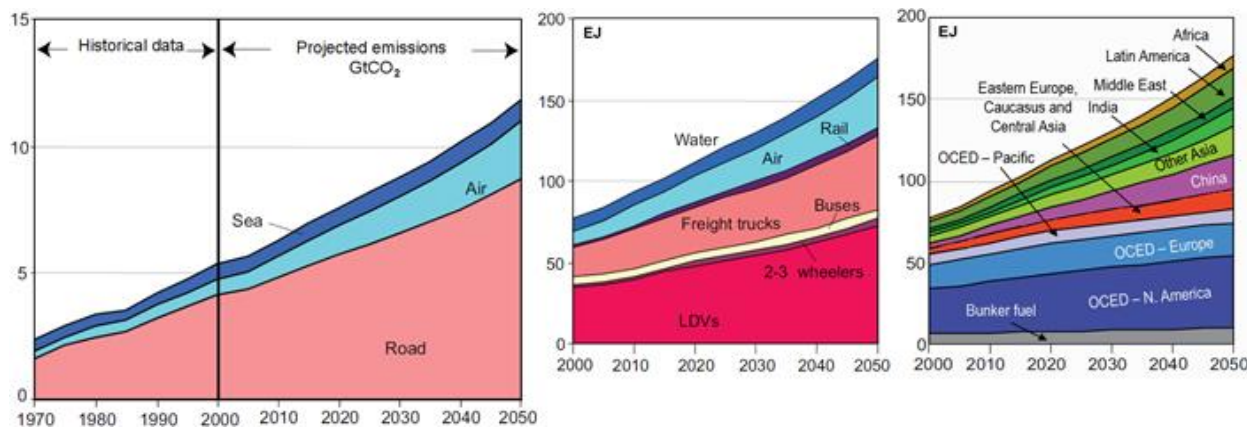 15
10
5
0
Historical data
Projected emissions
GtCO₂
Sea
Air
Road
1970 1980 1990 2000 2010 2020 2030 2040 2050
200
150
100
50
0
EJ
Water
Air
Rail
Freight trucks
Buses
2-3 wheelers
LDVs
2000 2010 2020 2030 2040 2050
200
150
100
50
0
EJ
Africa
Latin America
Middle East
Eastern Europe,
Caucasus and
Central Asia
India
OCED – Pacific
Other Asia
China
OCED – Europe
OCED – N. America
Bunker fuel
2000 2010 2020 2030 2040 2050